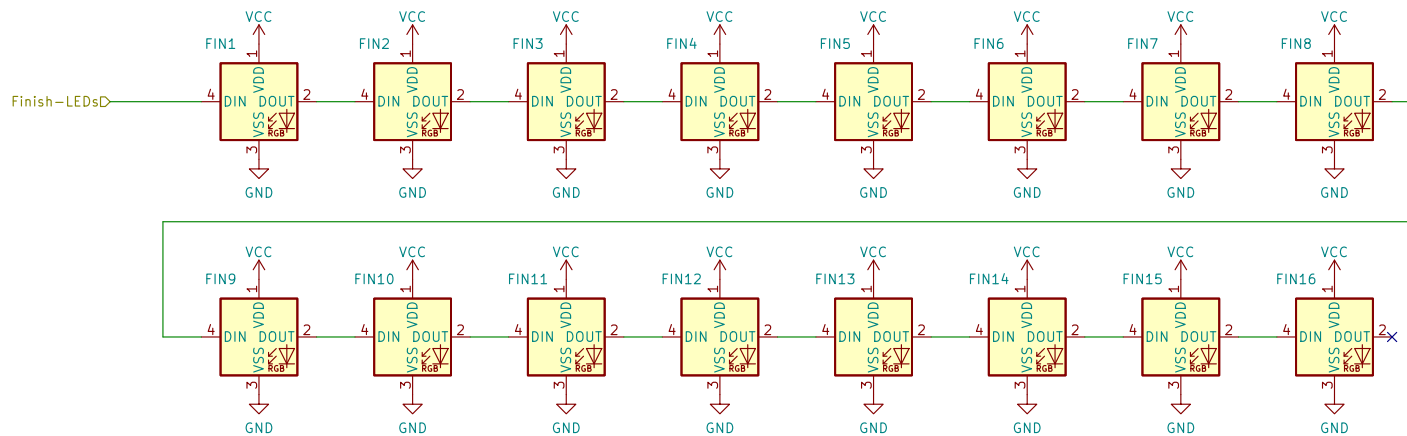 VCC VCC VCC VCC VCC VCC VCC VCC
FIN1 FIN2 FIN3 FIN4 FIN5 FIN6 FIN7 FIN8
1 1 1 1 1 1 1 1
VDD VDD VDD VDD VDD VDD VDD VDD
Finish-LEDs 4 DIN DOUT 2 4 DIN DOUT 2 4 DIN DOUT 2 4 DIN DOUT 2 4 DIN DOUT 2 4 DIN DOUT 2 4 DIN DOUT 2 4 DIN DOUT 2
VSS RGB VSS RGB VSS RGB VSS RGB VSS RGB VSS RGB VSS RGB VSS RGB
3 3 3 3 3 3 3 3
GND GND GND GND GND GND GND GND
VCC VCC VCC VCC VCC VCC VCC VCC
FIN9 FIN10 FIN11 FIN12 FIN13 FIN14 FIN15 FIN16
1 1 1 1 1 1 1 1
VDD VDD VDD VDD VDD VDD VDD VDD
4 DIN DOUT 2 4 DIN DOUT 2 4 DIN DOUT 2 4 DIN DOUT 2 4 DIN DOUT 2 4 DIN DOUT 2 4 DIN DOUT 2 4 DIN DOUT 2
VSS RGB VSS RGB VSS RGB VSS RGB VSS RGB VSS RGB VSS RGB VSS RGB
3 3 3 3 3 3 3 3
GND GND GND GND GND GND GND GND